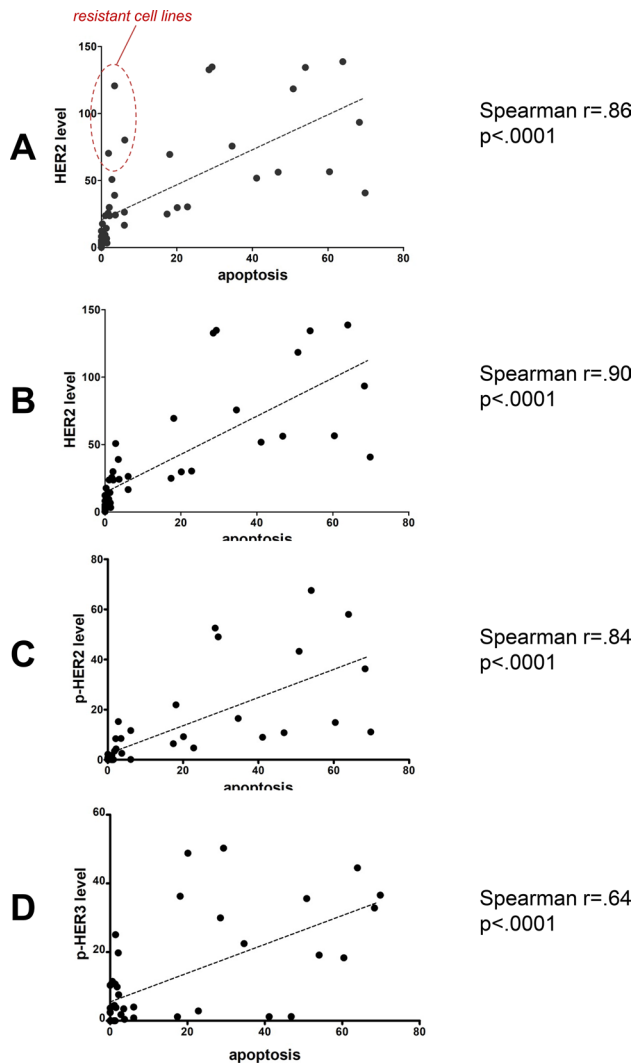 resistant cell lines
A
HER2 level
150
100
50
0
0 20 40 60 80
apoptosis
Spearman r=.86
p<.0001
B
HER2 level
150
100
50
0
0 20 40 60 80
apoptosis
Spearman r=.90
p<.0001
C
p-HER2 level
80
60
40
20
0
0 20 40 60 80
apoptosis
Spearman r=.84
p<.0001
D
p-HER3 level
60
40
20
0
0 20 40 60 80
apoptosis
Spearman r=.64
p<.0001